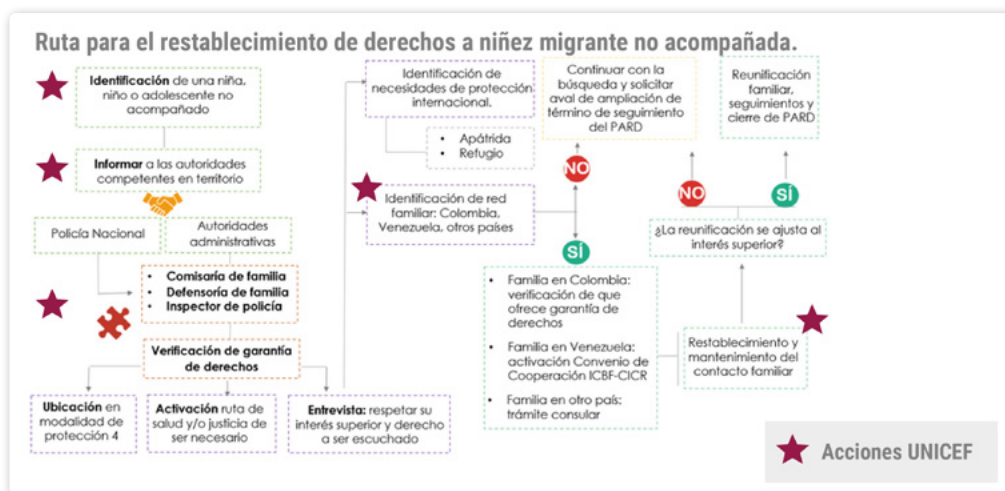 Ruta para el restablecimiento de derechos a niñez migrante no acompañada.
Identificación de una niña,
niño o adolescente no
acompañado
Informar a las autoridades
competentes en territorio
Policía Nacional
Autoridades
administrativas
• Comisaría de familia
• Defensoría de familia
• Inspector de policía
Verificación de garantía
de derechos
Ubicación en
modalidad de
protección 4
Activación ruta de
salud y/o justicia de
ser necesario
Entrevista: respetar su
interés superior y derecho
a ser escuchado
Identificación de
necesidades de protección
internacional.
• Apátrida
• Refugio
Identificación de red
familiar: Colombia,
Venezuela, otros países
Continuar con la
búsqueda y solicitar
aval de ampliación de
término de seguimiento
del PARD
NO
SÍ
• Familia en Colombia:
verificación de que
ofrece garantía de
derechos
• Familia en Venezuela:
activación Convenio de
Cooperación ICBF-CICR
• Familia en otro país:
trámite consular
Reunificación
familiar,
seguimientos y
cierre de PARD
NO
SÍ
¿La reunificación se ajusta al
interés superior?
Restablecimiento y
mantenimiento del
contacto familiar
Acciones UNICEF